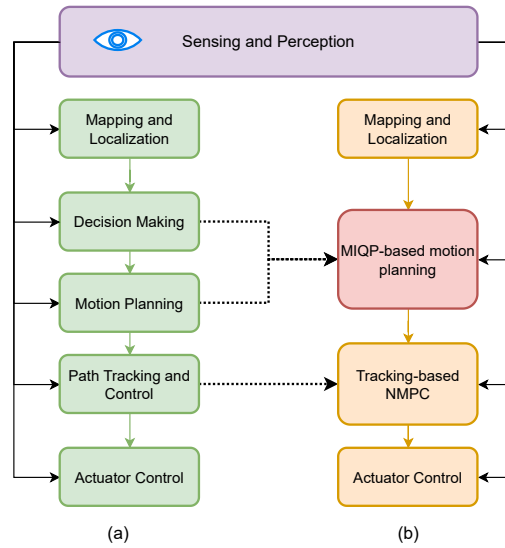 Sensing and Perception
Mapping and
Localization
Decision Making
Motion Planning
Path Tracking and
Control
Actuator Control
(a)
Mapping and
Localization
MIQP-based motion
planning
Tracking-based
NMPC
Actuator Control
(b)